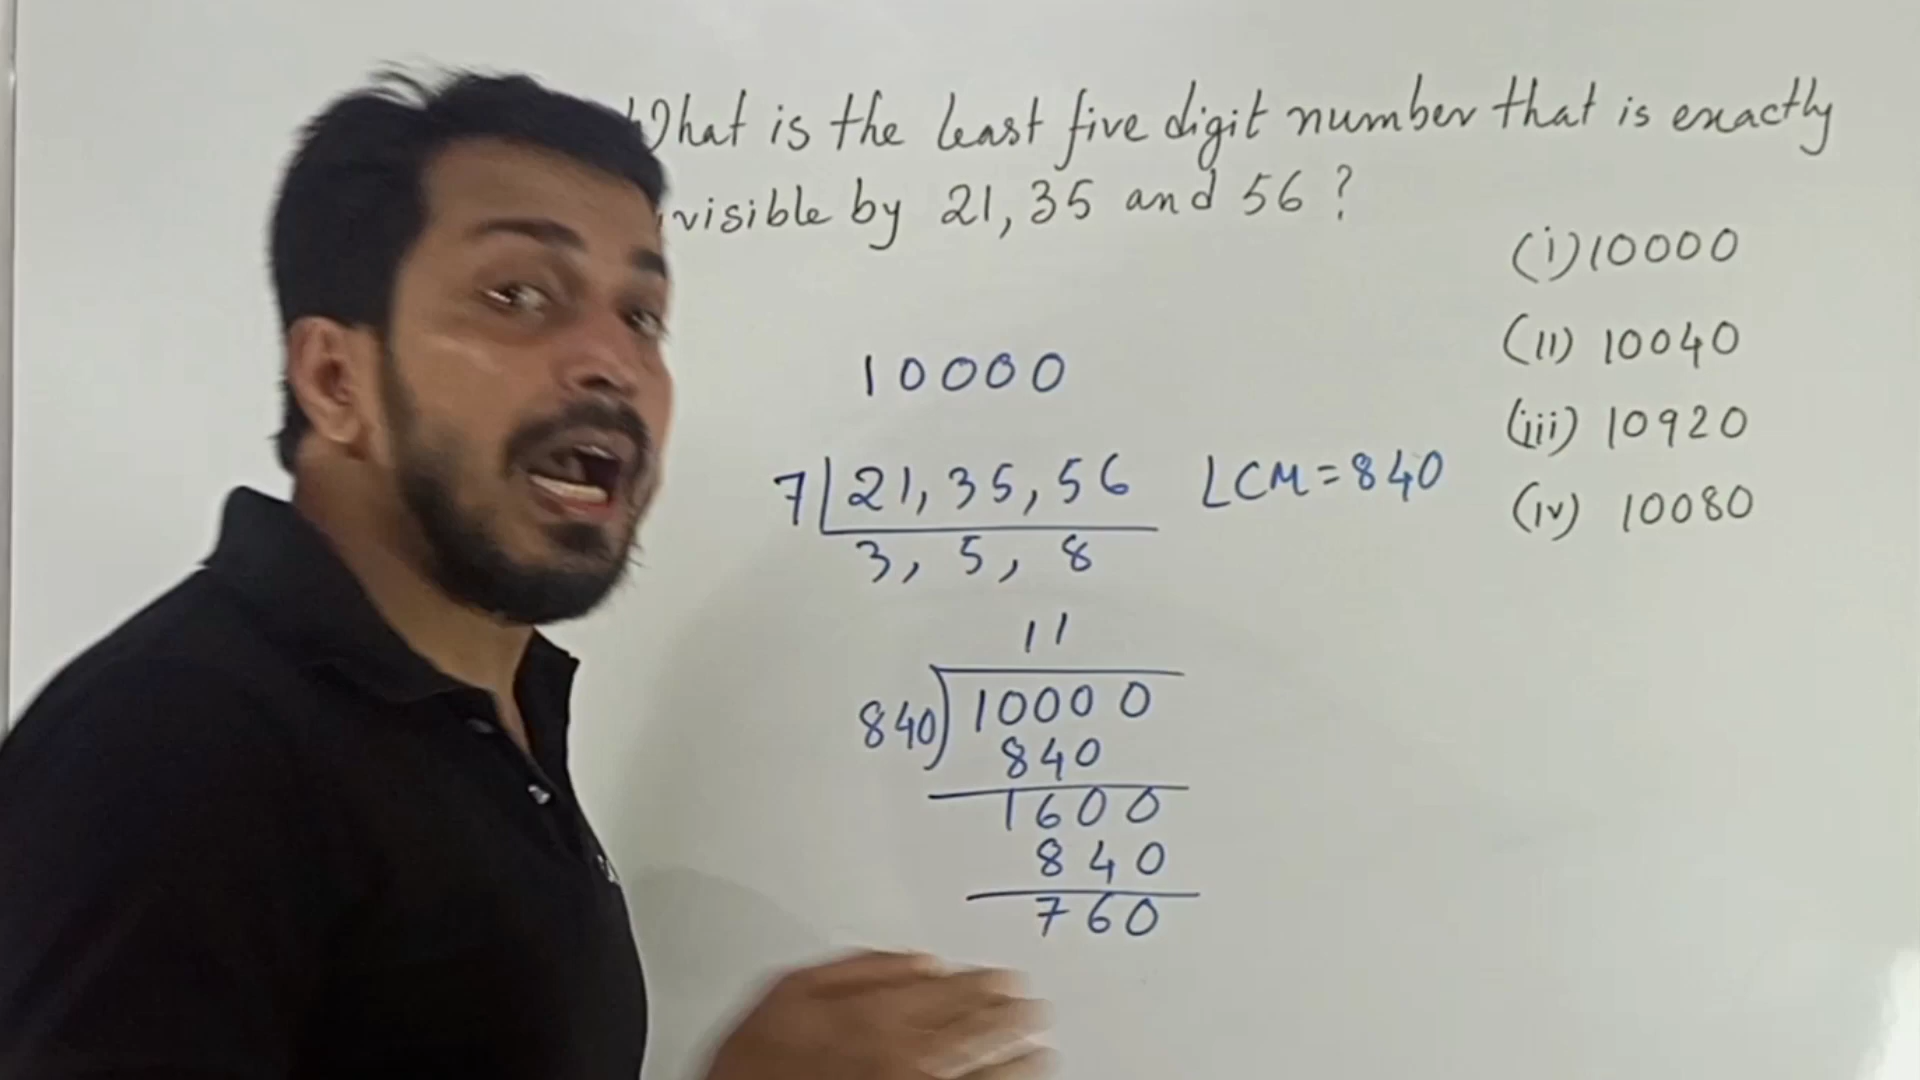 What is the least five digit number that is exactly
ivisible by 21, 35 and 56 ?
(i) 10000
(ii) 10040
(iii) 10920
(iv) 10080
10000
7 21, 35, 56 LCM = 840
3, 5, 8
11
840) 10000
840
1600
840
760